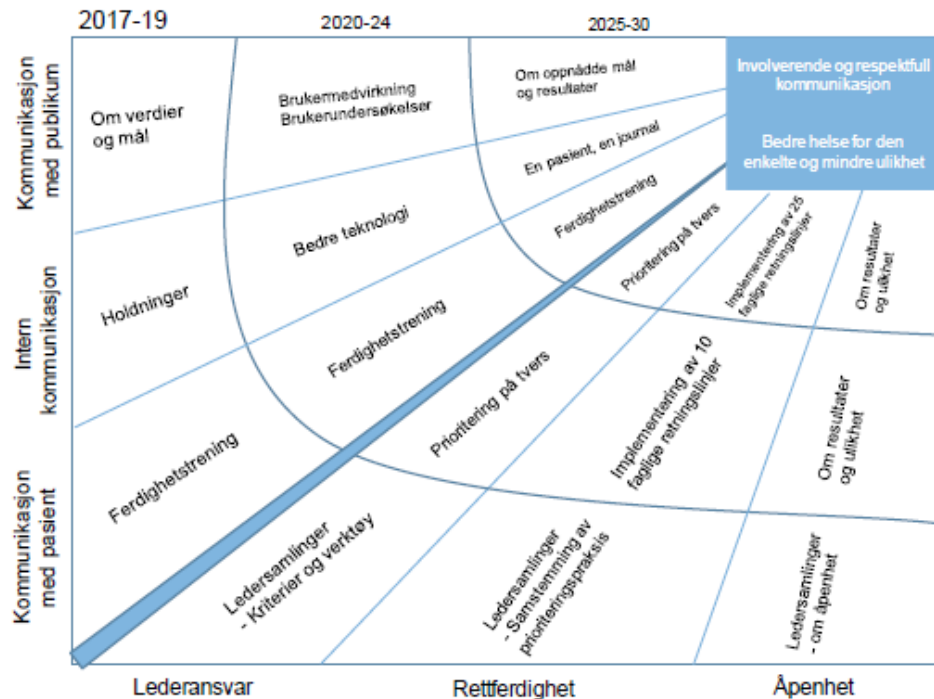 2017-19
2020-24
2025-30
Kommunikasjon
med publikum
Om verdier
og mål
Brukermedvirkning
Brukerundersøkelser
Om oppnådde mål
og resultater
Involverende og respektfull
kommunikasjon
Bedre helse for den
enkelte og mindre ulikhet
Intern
kommunikasjon
Holdninger
Bedre teknologi
En pasient, en journal
Kommunikasjon
med pasient
Ferdighetstrening
Ferdighetstrening
Ferdighetstrening
Ledersamlinger
- Kriterier og verktøy
Prioritering på tvers
Prioritering på tvers
Ledersamlinger
- Samstemming av
prioriteringspraksis
Implementering av 10
faglige retningslinjer
Implementering av 25
faglige retningslinjer
Ledersamlinger
- om åpenhet
Om resultater
og ulikhet
Om resultater
og ulikhet
Lederansvar
Rettferdighet
Åpenhet